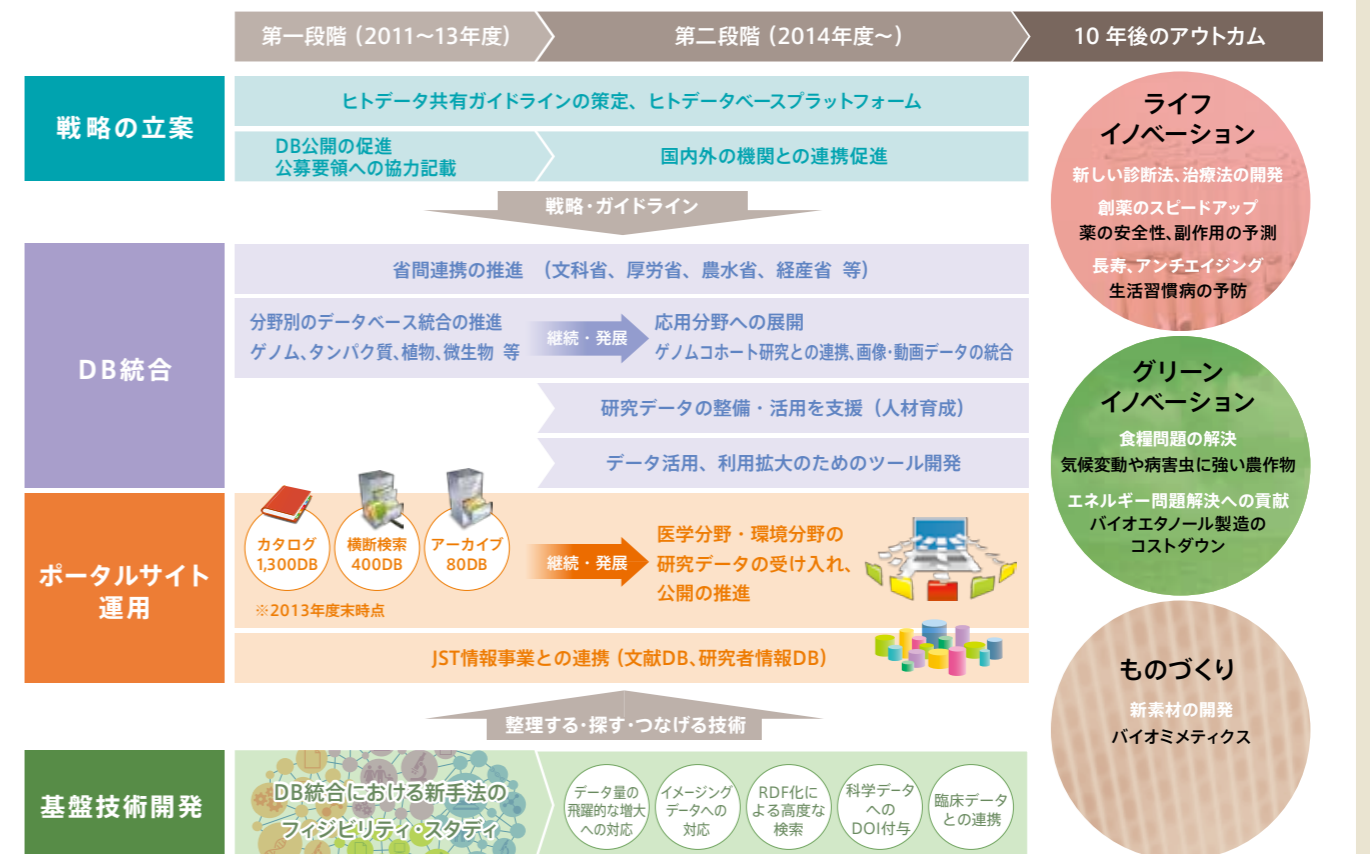 第一段階（2011～13年度）
第二段階（2014年度～）
10 年後のアウトカム
戦略の立案
ヒトデータ共有ガイドラインの策定、ヒトデータベースプラットフォーム
DB公開の促進
公募要領への協力記載
国内外の機関との連携促進
戦略・ガイドライン
DB統合
省間連携の推進　（文科省、厚労省、農水省、経産省 等）
分野別のデータベース統合の推進
ゲノム、タンパク質、植物、微生物 等
継続・発展
応用分野への展開
ゲノムコホート研究との連携、画像・動画データの統合
研究データの整備・活用を支援（人材育成）
データ活用、利用拡大のためのツール開発
ポータルサイト
運用
カタログ
1,300DB
横断検索
400DB
アーカイブ
80DB
※2013年度末時点
継続・発展
医学分野・環境分野の
研究データの受け入れ、
公開の推進
JST情報事業との連携（文献DB、研究者情報DB）
整理する・探す・つなげる技術
基盤技術開発
DB統合における新手法の
フィジビリティ・スタディ
データ量の
飛躍的な増大
への対応
イメージング
データへの
対応
RDF化に
よる高度な
検索
科学データ
への
DOI付与
臨床データ
との連携
ライフ
イノベーション
新しい診断法、治療法の開発
創薬のスピードアップ
薬の安全性、副作用の予測
長寿、アンチエイジング
生活習慣病の予防
グリーン
イノベーション
食糧問題の解決
気候変動や病害虫に強い農作物
エネルギー問題解決への貢献
バイオエタノール製造の
コストダウン
ものづくり
新素材の開発
バイオミメティクス